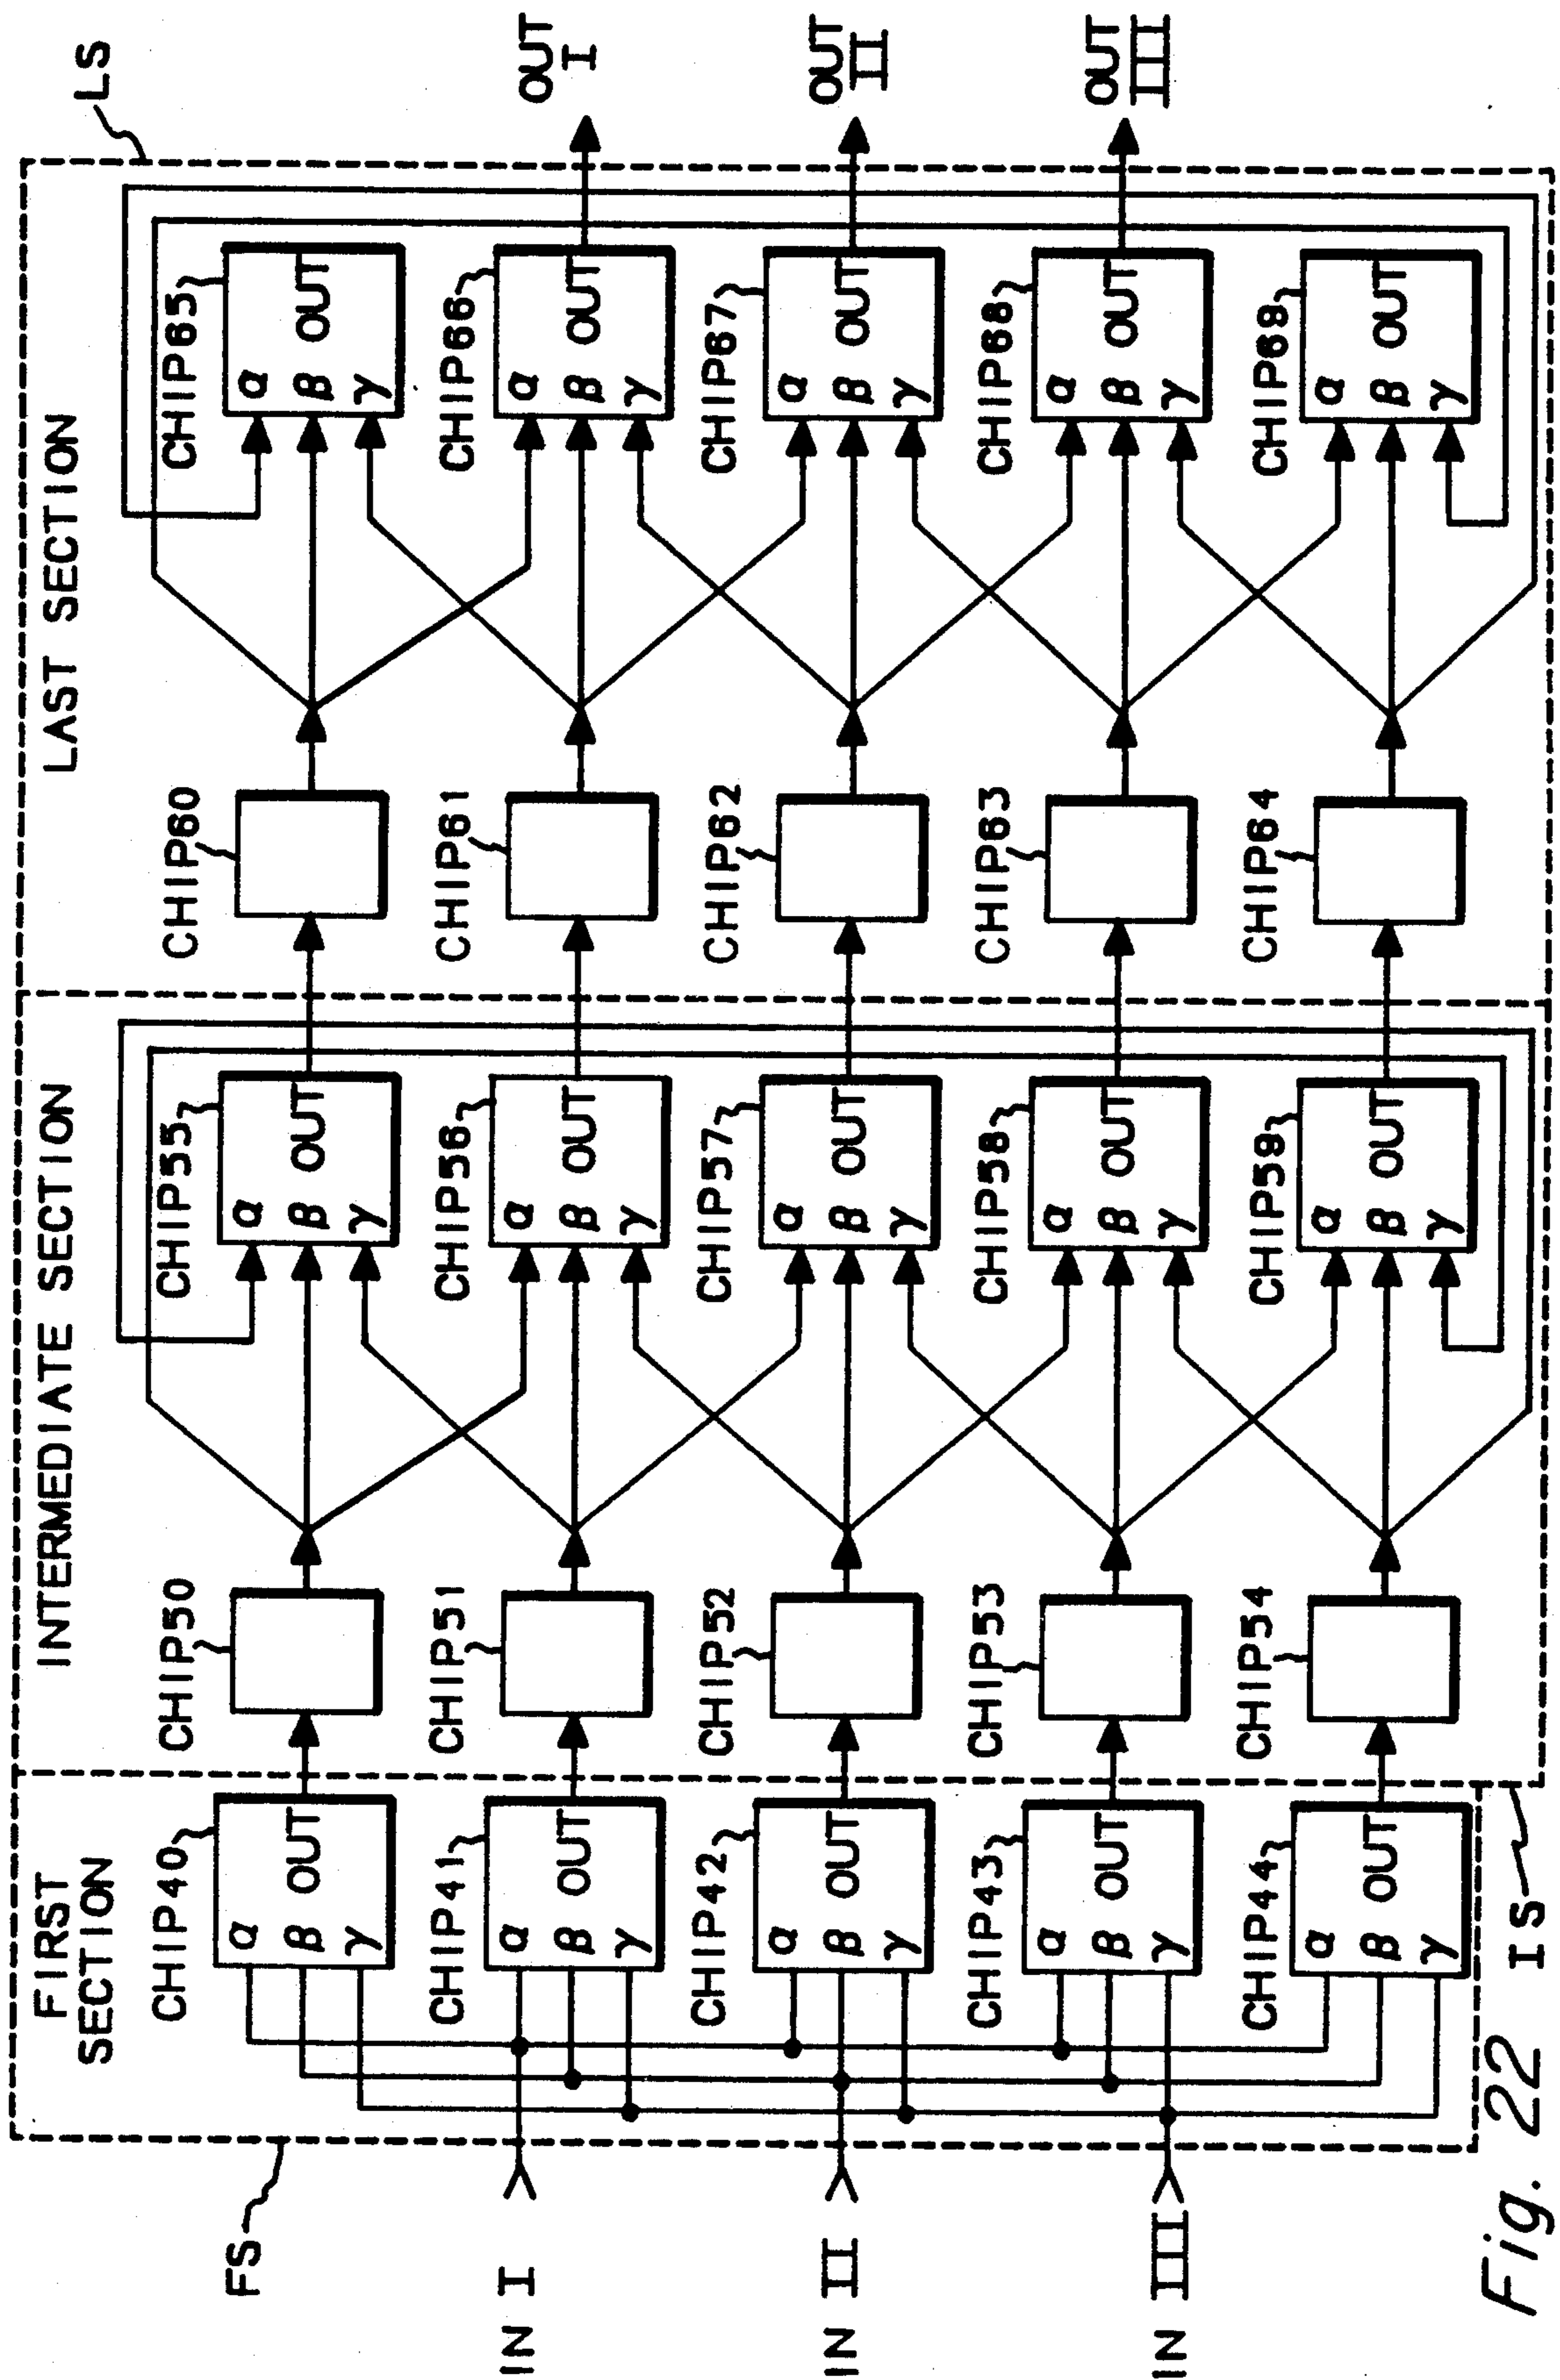 FIRST
SECTION
INTERMEDIATE SECTION
LAST SECTION
LS
FS
IS
IN I
IN II
IN III
CHIP40
α
β OUT
γ
CHIP41
α
β OUT
γ
CHIP42
α
β OUT
γ
CHIP43
α
β OUT
γ
CHIP44
α
β OUT
γ
CHIP50
CHIP51
CHIP52
CHIP53
CHIP54
CHIP55
α
β OUT
γ
CHIP56
α
β OUT
γ
CHIP57
α
β OUT
γ
CHIP58
α
β OUT
γ
CHIP59
α
β OUT
γ
CHIP60
CHIP61
CHIP62
CHIP63
CHIP64
CHIP65
α
β OUT
γ
CHIP66
α
β OUT
γ
CHIP67
α
β OUT
γ
CHIP68
α
β OUT
γ
CHIP69
α
β OUT
γ
OUT
I
OUT
II
OUT
III
Fig. 22